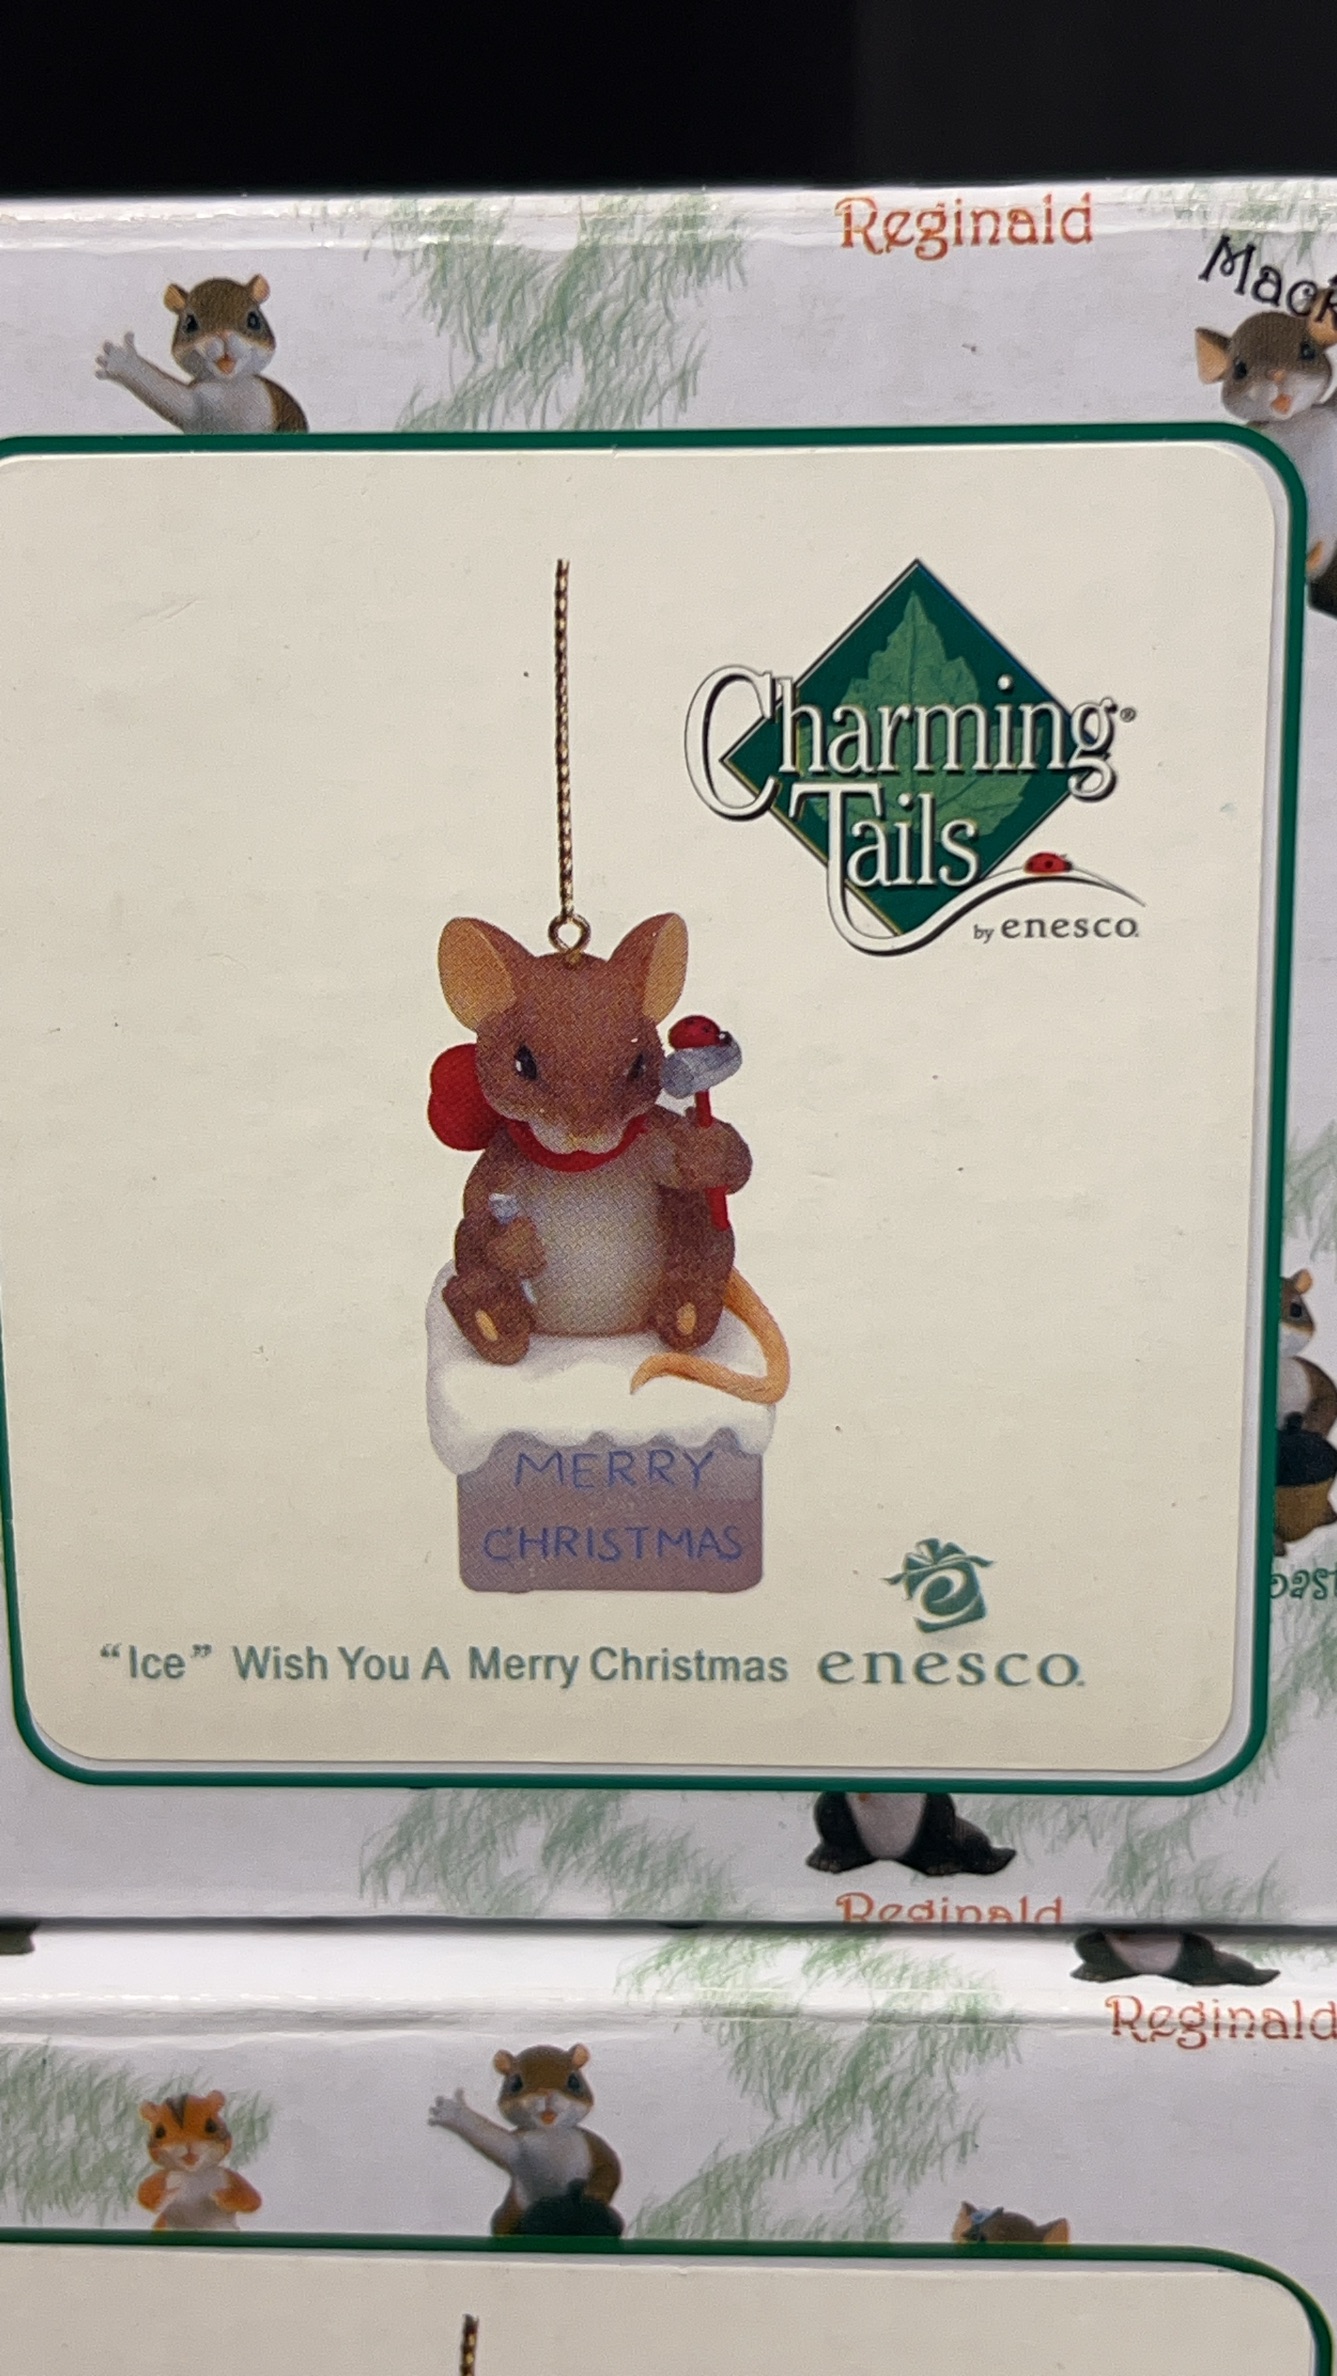 Reginald
Charming®
Tails
by enesco.
MERRY
CHRISTMAS
“Ice” Wish You A Merry Christmas enesco.
Reginald
Reginald